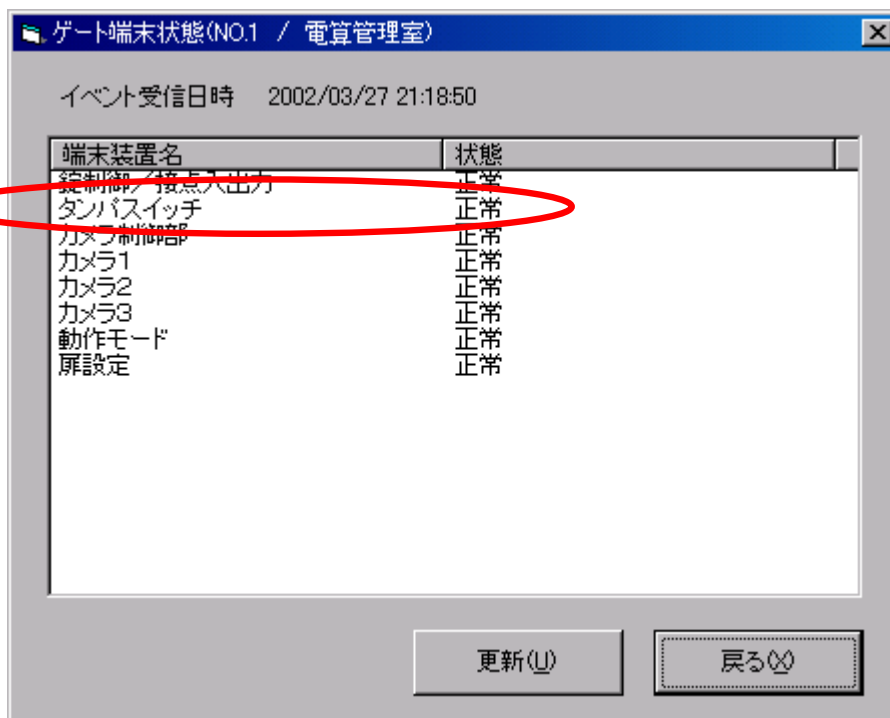 ゲート端末状態(NO.1 / 電算管理室)
イベント受信日時 2002/03/27 21:18:50
端末装置名 状態
錠制御/接点入出力 正常
タンパスイッチ 正常
カメラ制御部 正常
カメラ1 正常
カメラ2 正常
カメラ3 正常
動作モード 正常
扉設定 正常
更新(U) 戻る(X)